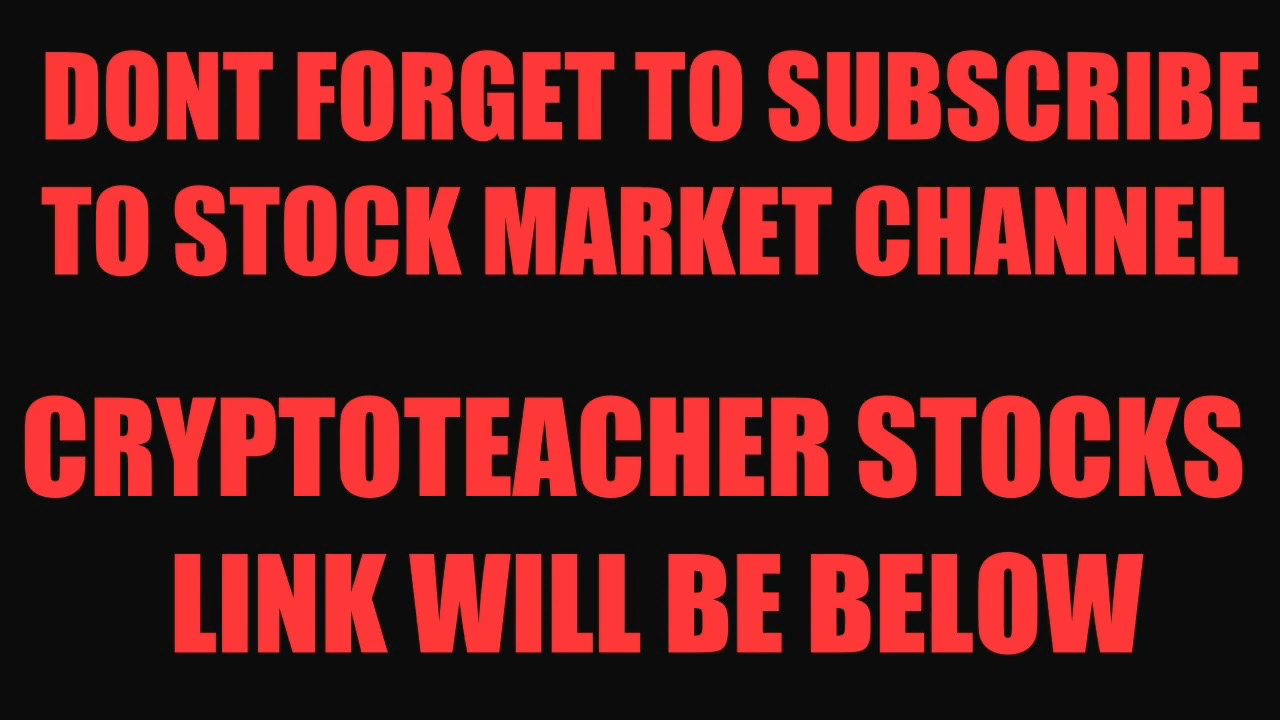 DONT FORGET TO SUBSCRIBE
TO STOCK MARKET CHANNEL
CRYPTOTEACHER STOCKS
LINK WILL BE BELOW